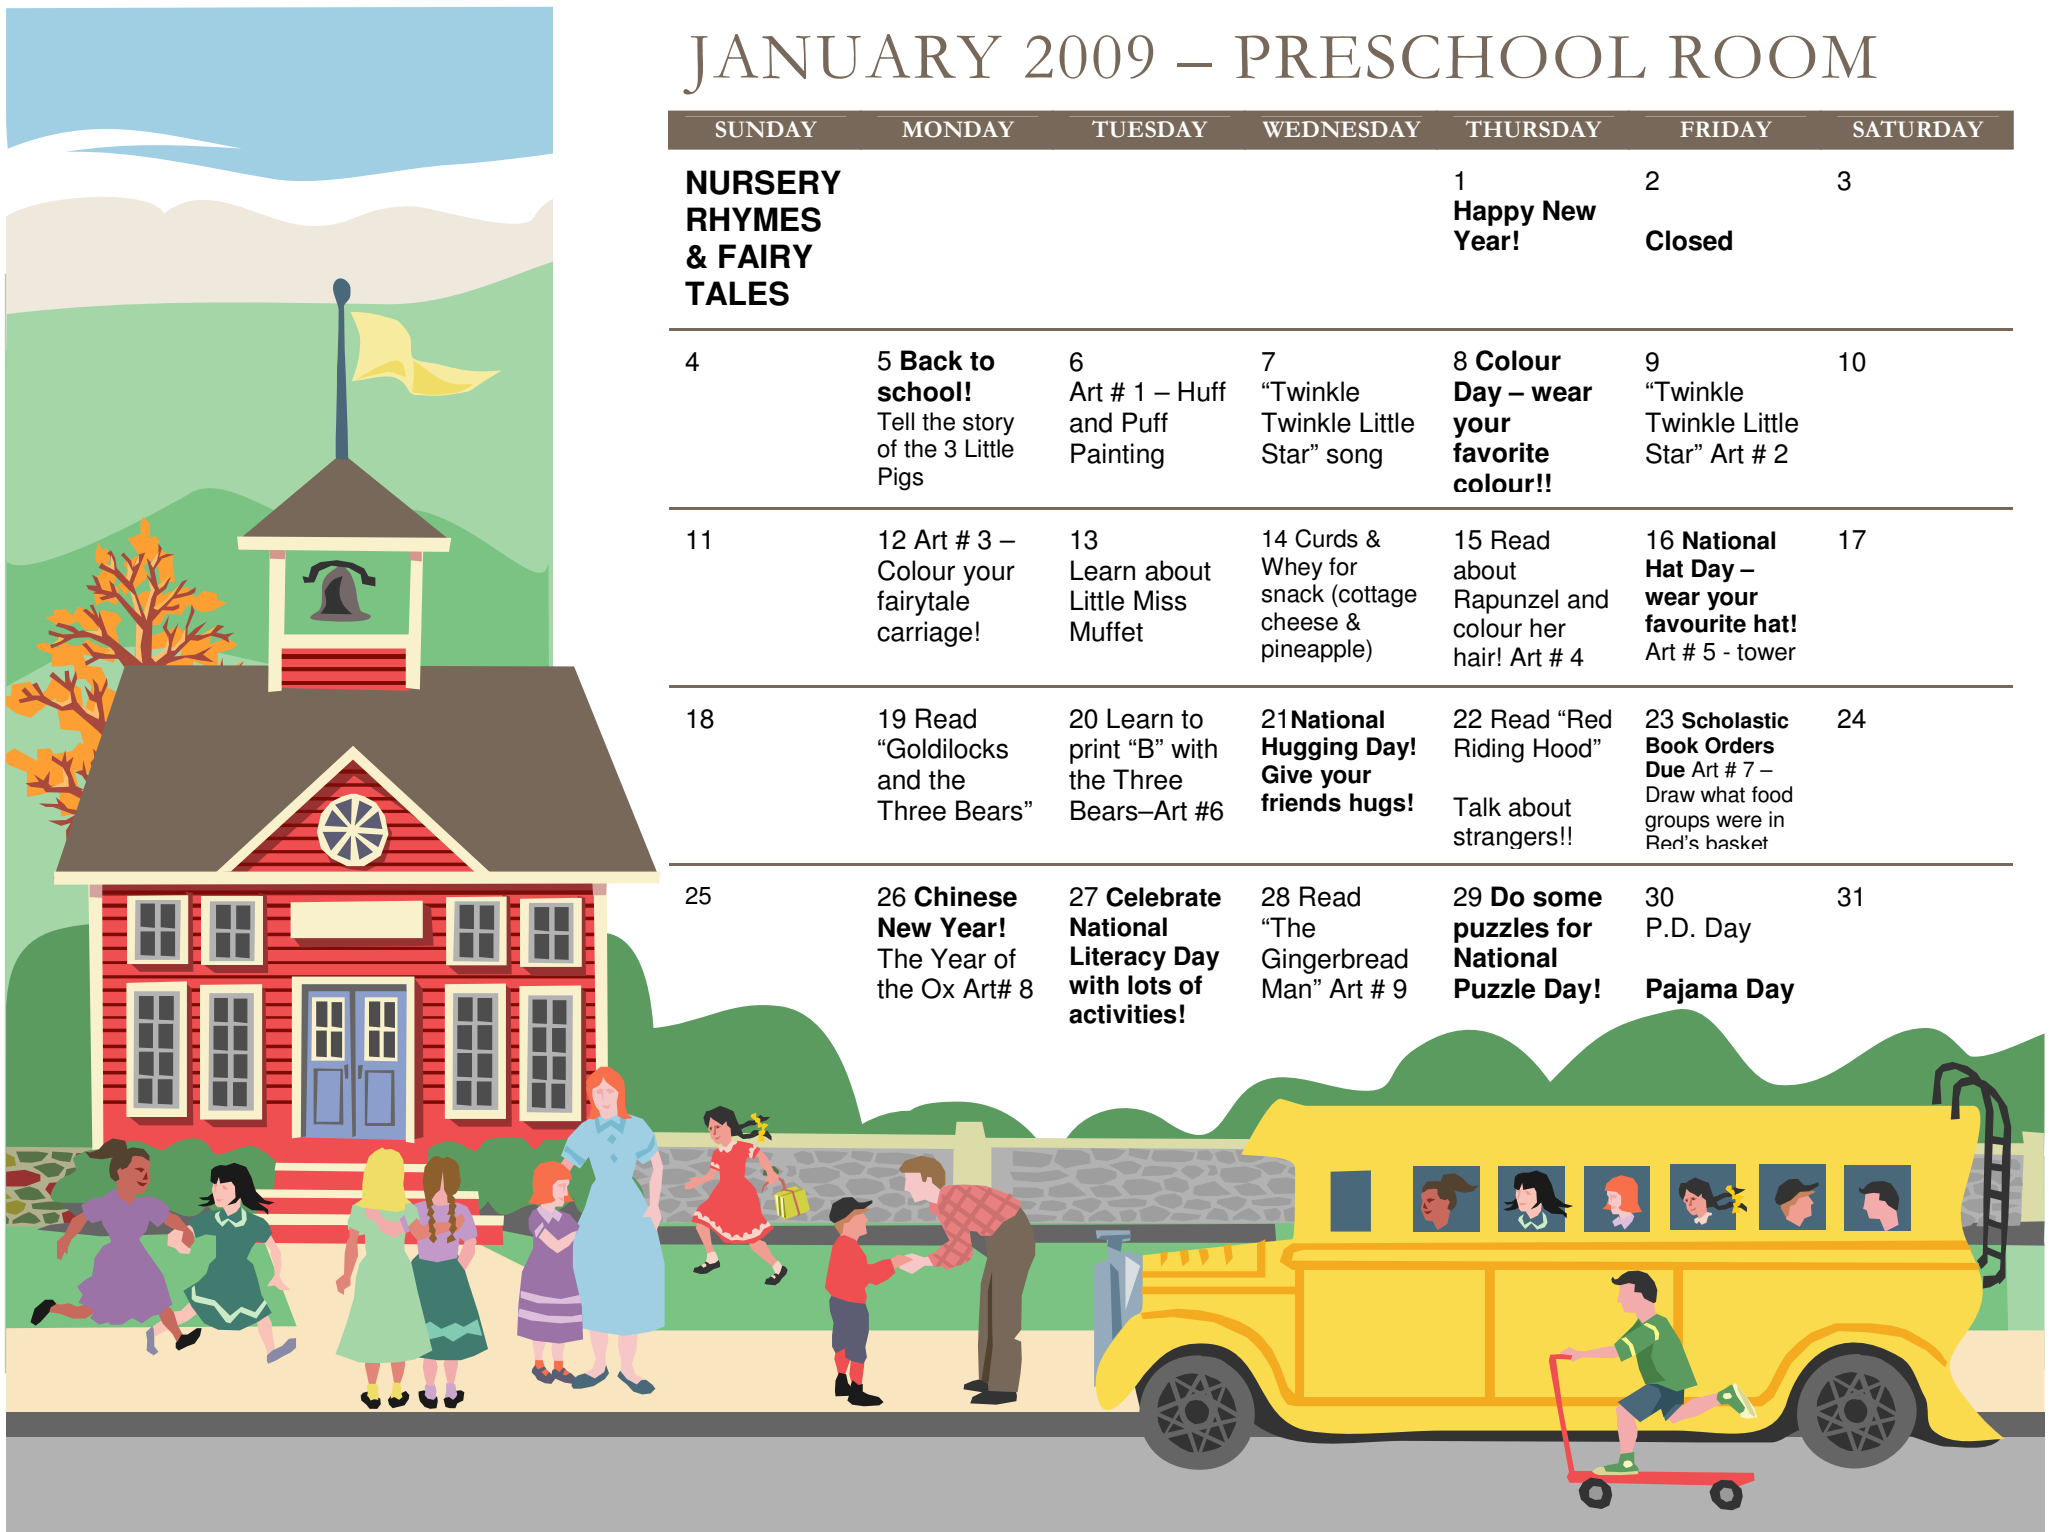 JANUARY 2009 – PRESCHOOL ROOM
SUNDAY MONDAY TUESDAY WEDNESDAY THURSDAY FRIDAY SATURDAY
NURSERY
RHYMES
& FAIRY
TALES
1
Happy New
Year!
2
Closed
3
4
5 Back to
school!
Tell the story
of the 3 Little
Pigs
6
Art # 1 – Huff
and Puff
Painting
7
“Twinkle
Twinkle Little
Star” song
8 Colour
Day – wear
your
favorite
colour!!
9
“Twinkle
Twinkle Little
Star” Art # 2
10
11
12 Art # 3 –
Colour your
fairytale
carriage!
13
Learn about
Little Miss
Muffet
14 Curds &
Whey for
snack (cottage
cheese &
pineapple)
15 Read
about
Rapunzel and
colour her
hair! Art # 4
16 National
Hat Day –
wear your
favourite hat!
Art # 5 - tower
17
18
19 Read
“Goldilocks
and the
Three Bears”
20 Learn to
print “B” with
the Three
Bears–Art #6
21National
Hugging Day!
Give your
friends hugs!
22 Read “Red
Riding Hood”
Talk about
strangers!!
23 Scholastic
Book Orders
Due Art # 7 –
Draw what food
groups were in
Red’s basket
24
25
26 Chinese
New Year!
The Year of
the Ox Art# 8
27 Celebrate
National
Literacy Day
with lots of
activities!
28 Read
“The
Gingerbread
Man” Art # 9
29 Do some
puzzles for
National
Puzzle Day!
30
P.D. Day
Pajama Day
31